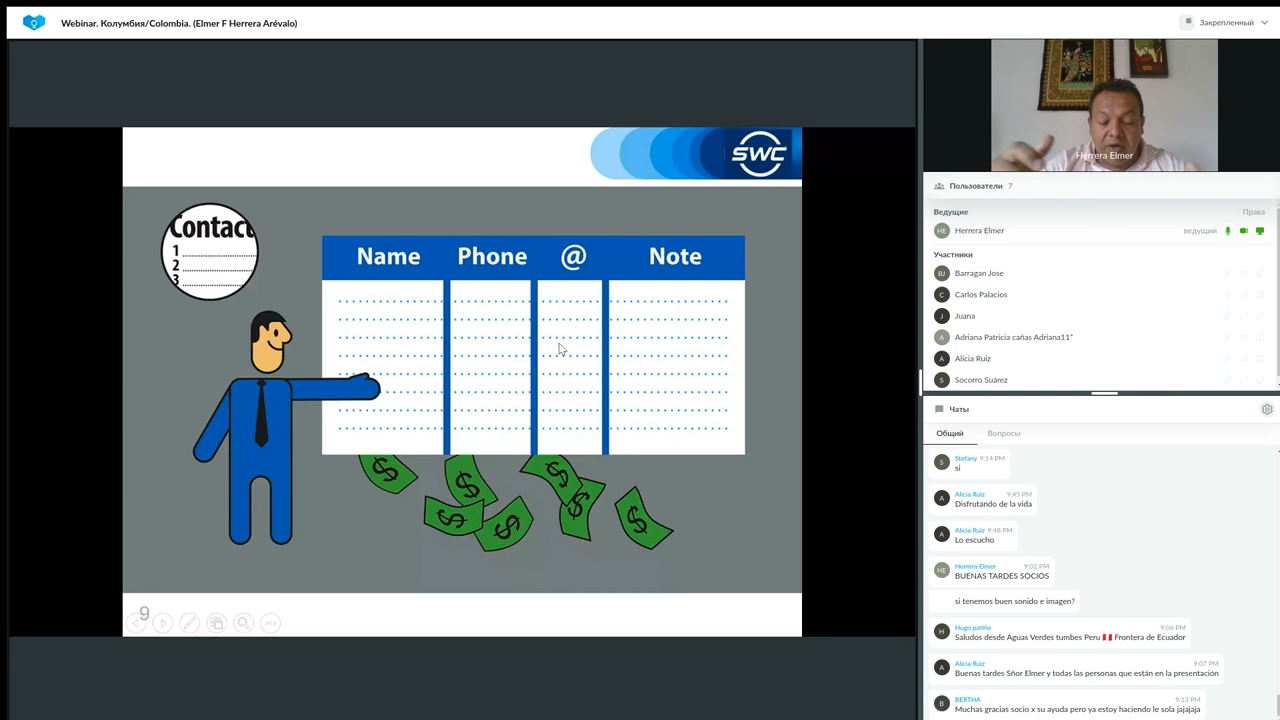 Webinar. Колумбия/Colombia. (Elmer F Herrera Arévalo)
Закрепленный
SWC
Contact
1
2
3
Name Phone @ Note
9
Herrera Elmer
Пользователи 7
Ведущие Права
HE Herrera Elmer ведущий
Участники
BJ Barragan Jose
C Carlos Palacios
J Juana
A Adriana Patricia cañas Adriana11*
A Alicia Ruiz
S Socorro Suárez
Чаты
Общий Вопросы
S Stefany 9:14 PM
si
A Alicia Ruiz 9:45 PM
Disfrutando de la vida
A Alicia Ruiz 9:48 PM
Lo escucho
HE Herrera Elmer 9:02 PM
BUENAS TARDES SOCIOS
si tenemos buen sonido e imagen?
H Hugo patiño 9:06 PM
Saludos desde Aguas Verdes tumbes Peru 🇵🇪 Frontera de Ecuador
A Alicia Ruiz 9:07 PM
Buenas tardes Sñor Elmer y todas las personas que están en la presentación
B BERTHA 9:13 PM
Muchas gracias socio x su ayuda pero ya estoy haciendo le sola jajajaja